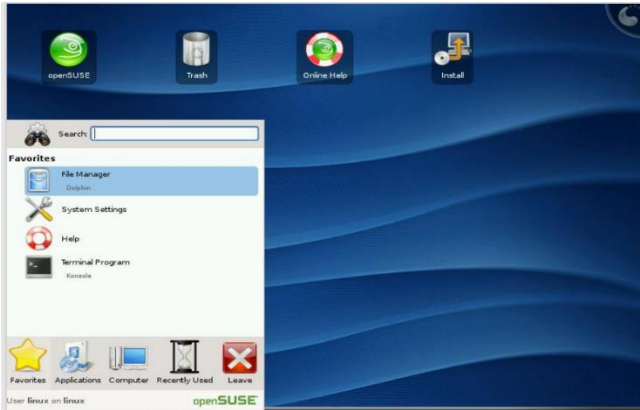 openSUSE
Trash
Online Help
Install
Search:
Favorites
File Manager
Dolphin
System Settings
Help
Terminal Program
Konsole
Favorites Applications Computer Recently Used Leave
User linux on linux openSUSE